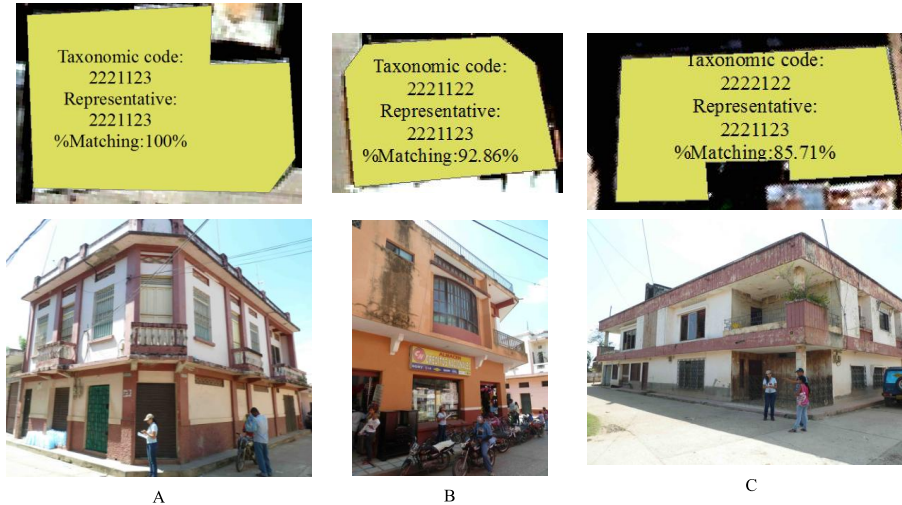 Taxonomic code:
2221123
Representative:
2221123
%Matching:100%
Taxonomic code:
2221122
Representative:
2221123
%Matching:92.86%
Taxonomic code:
2222122
Representative:
2221123
%Matching:85.71%
A
B
C